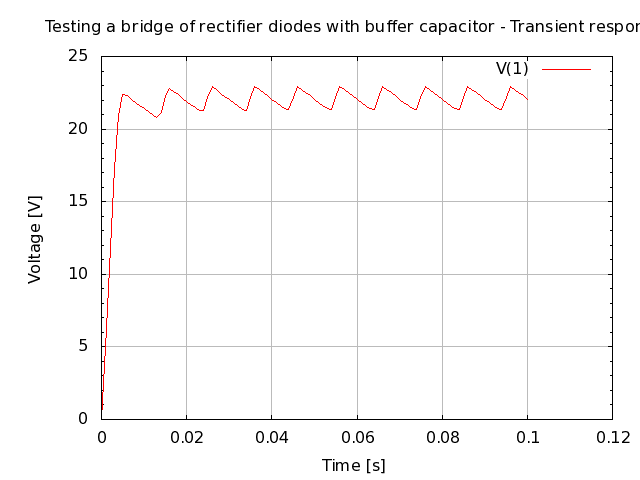 Testing a bridge of rectifier diodes with buffer capacitor - Transient respor
25
V(1)
20
15
10
5
0
Voltage [V]
0 0.02 0.04 0.06 0.08 0.1 0.12
Time [s]